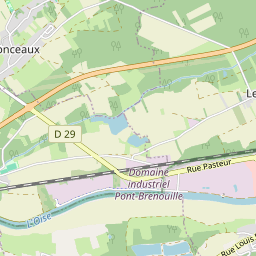 onceaux
Le
D 29
Rue Pasteur
Domaine
industriel
Pont-Brenouille
L'Oise
Rue Louis